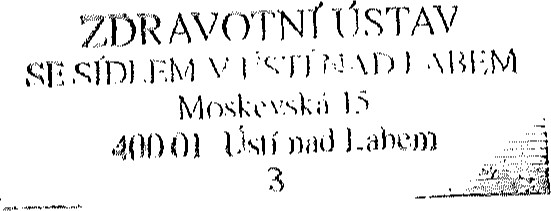 ZDRAVOTNÍ ÚSTAV
SE SÍDLEM V ÚSTÍ NAD LABEM
Moskevská 15
400 01 Ústí nad Labem
3